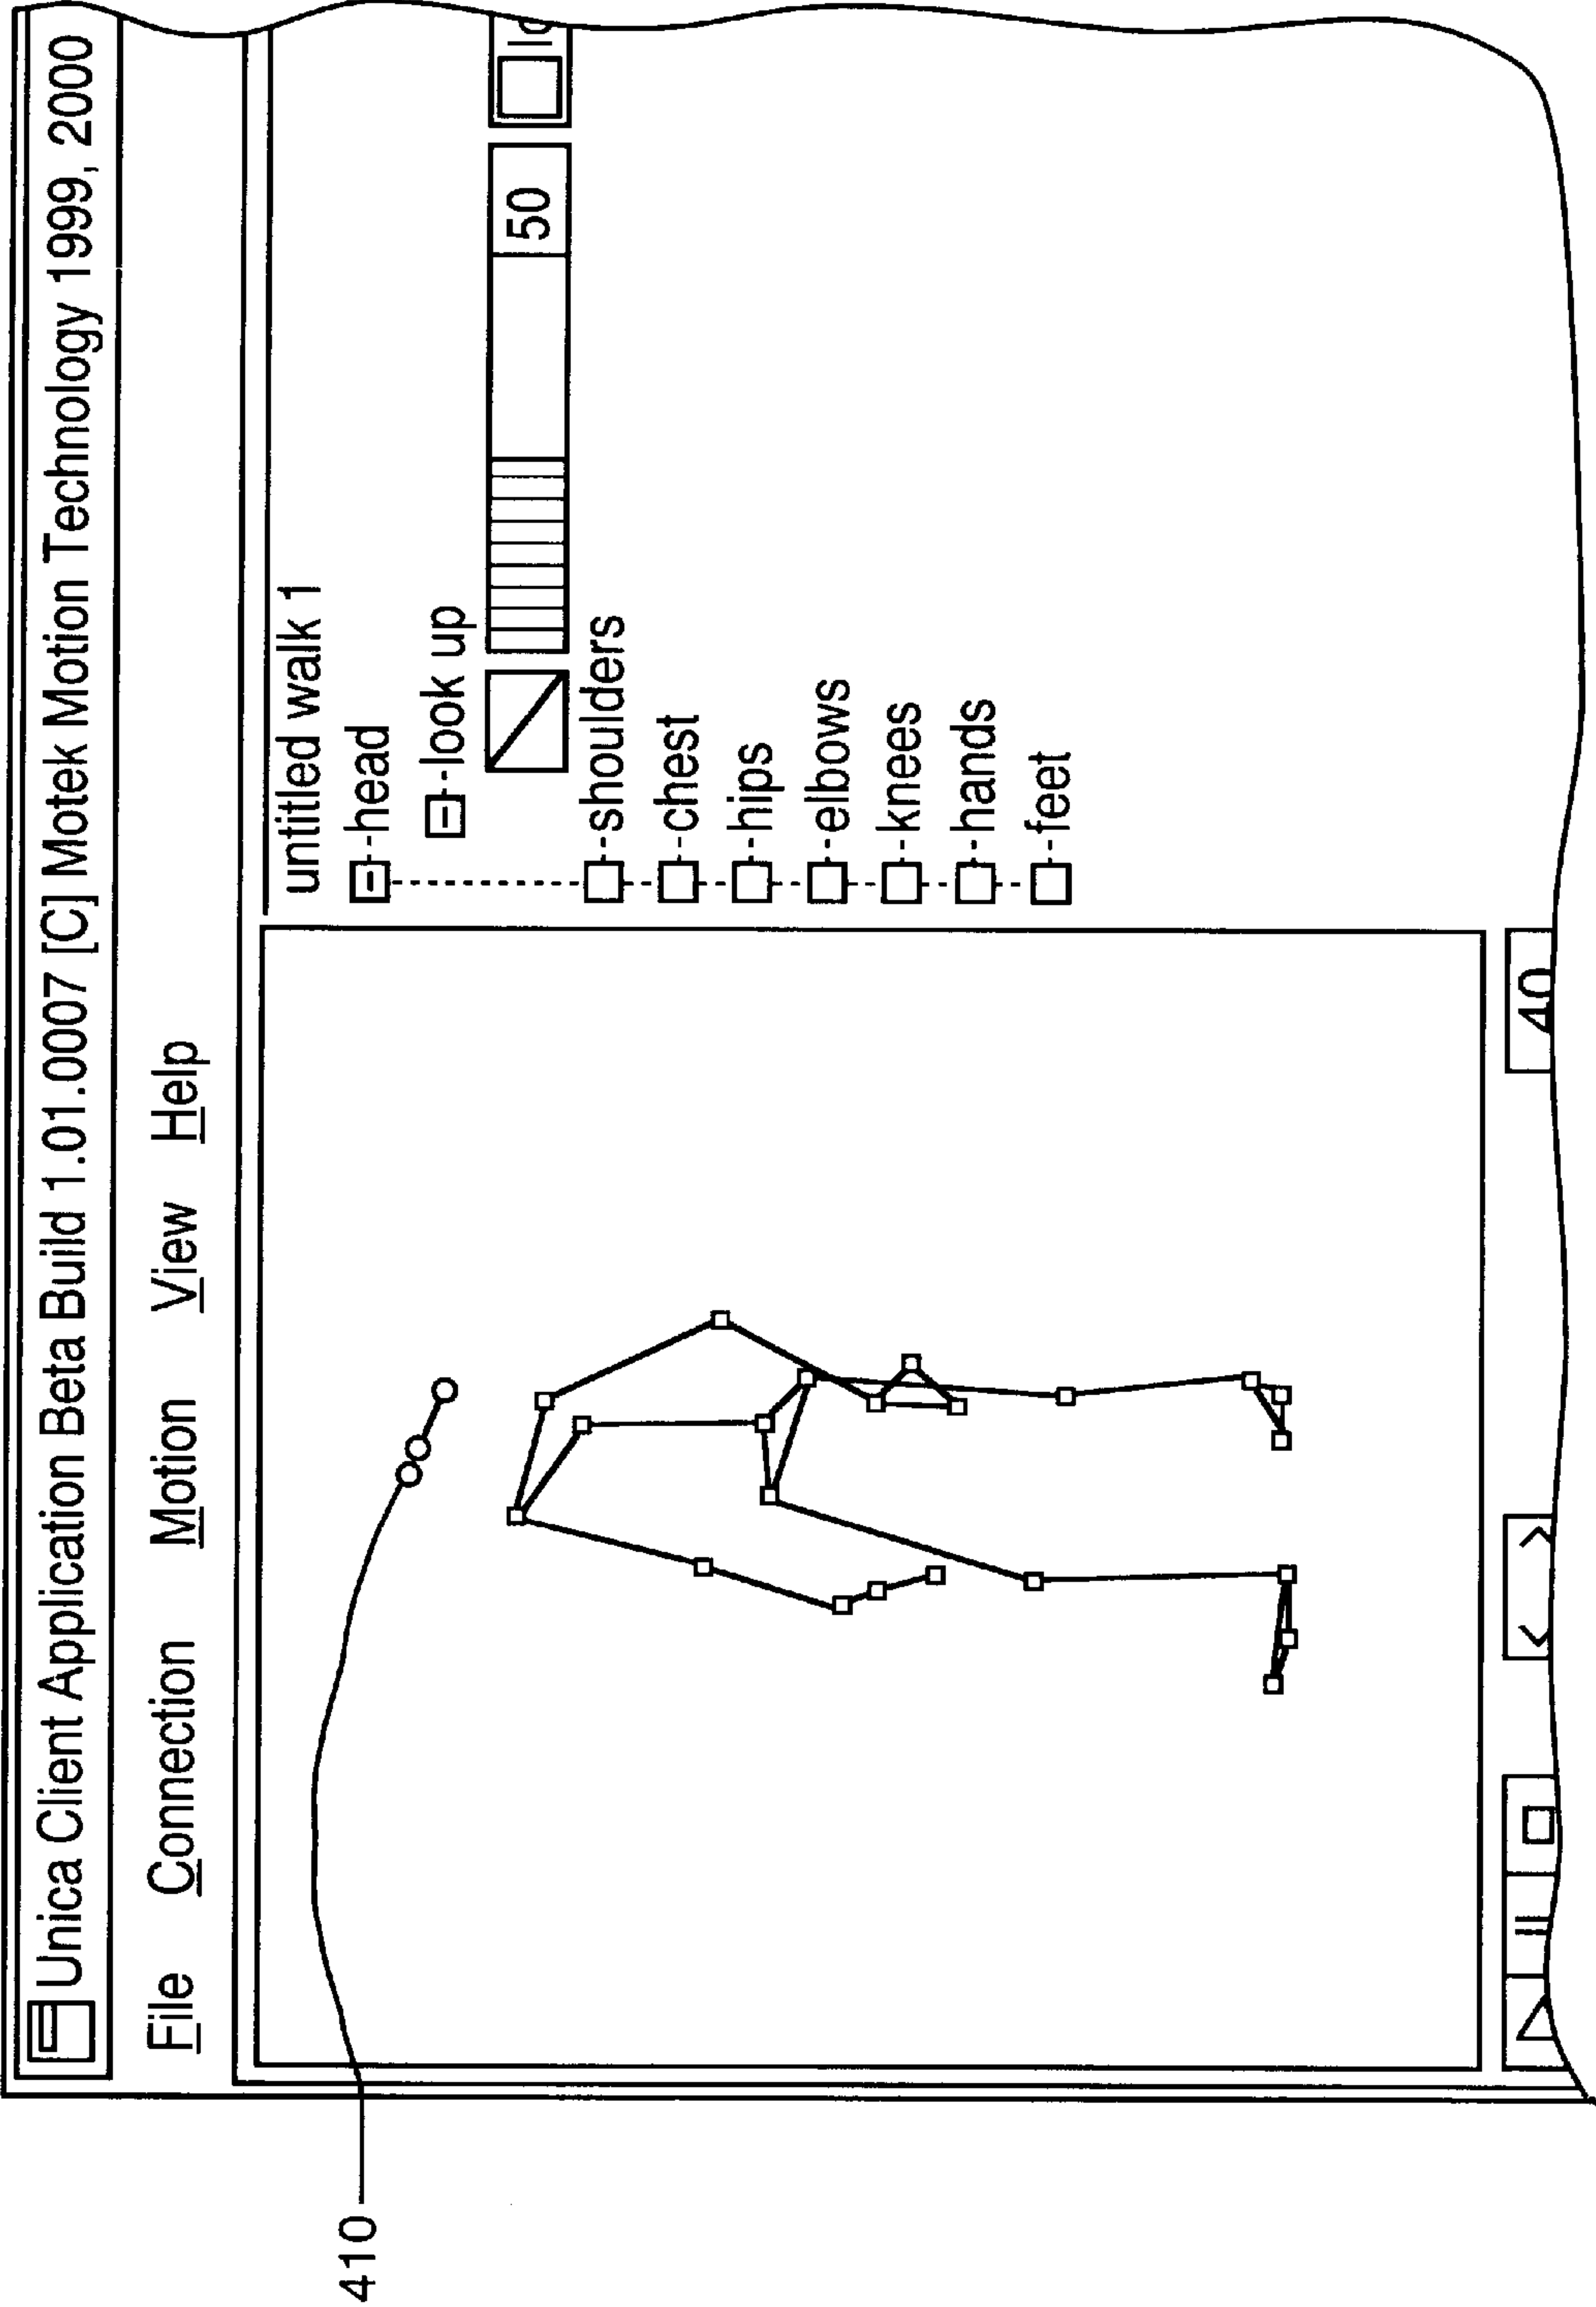 Unica Client Application Beta Build 1.01.0007 [C] Motek Motion Technology 1999, 2000
File Connection Motion View Help
untitled walk 1
head
look up
50
shoulders
chest
hips
elbows
knees
hands
feet
40
410